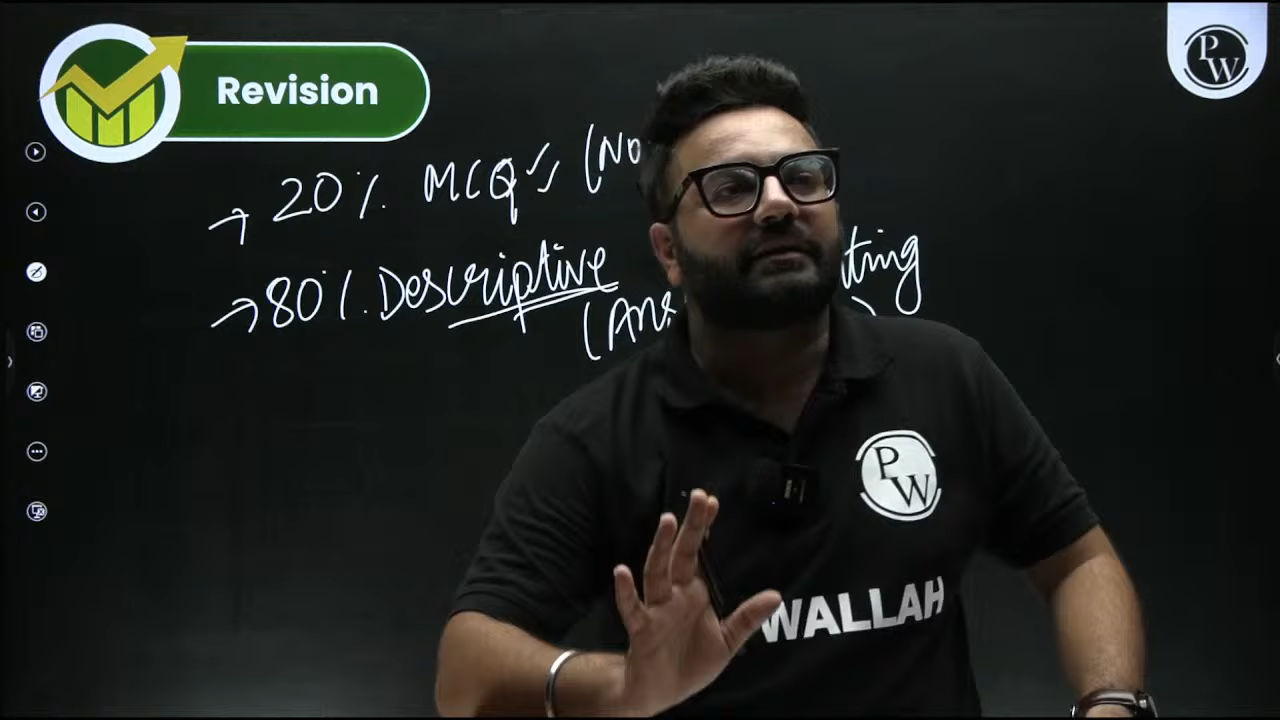 Revision
PW
→ 20% MCQ's (No
→ 80% Descriptive ting
(Ans )
PW
WALLAH